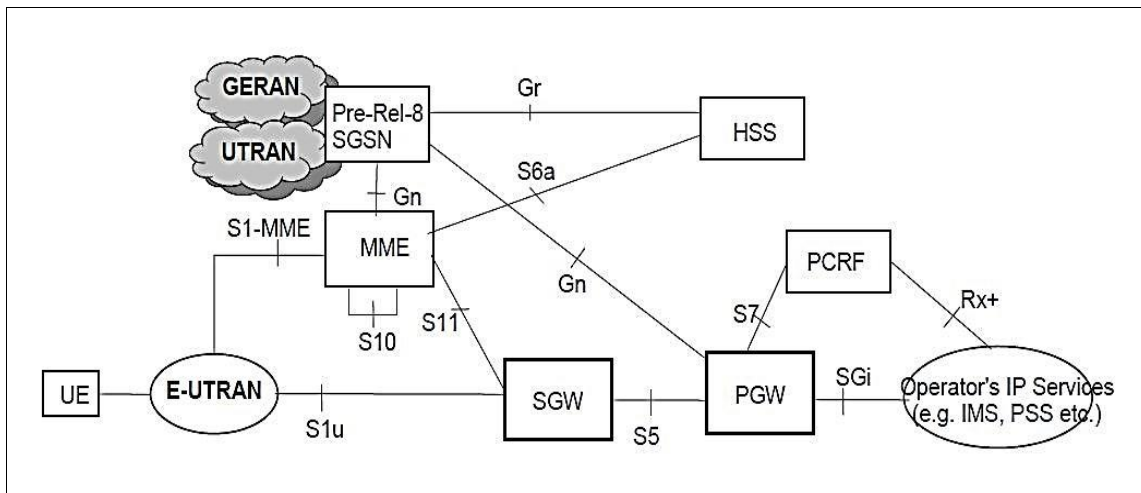 GERAN
UTRAN
Pre-Rel-8
SGSN
Gr
HSS
S6a
Gn
S1-MME
MME
Gn
PCRF
S10
S11
S7
Rx+
UE
E-UTRAN
S1u
SGW
S5
PGW
SGi
Operator's IP Services
(e.g. IMS, PSS etc.)